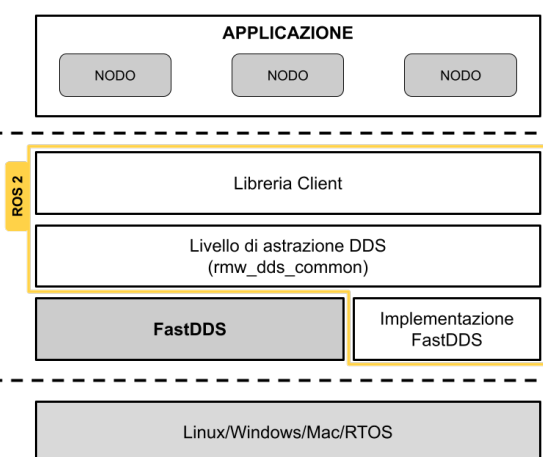 APPLICAZIONE
NODO
NODO
NODO
ROS 2
Libreria Client
Livello di astrazione DDS
(rmw_dds_common)
FastDDS
Implementazione
FastDDS
Linux/Windows/Mac/RTOS